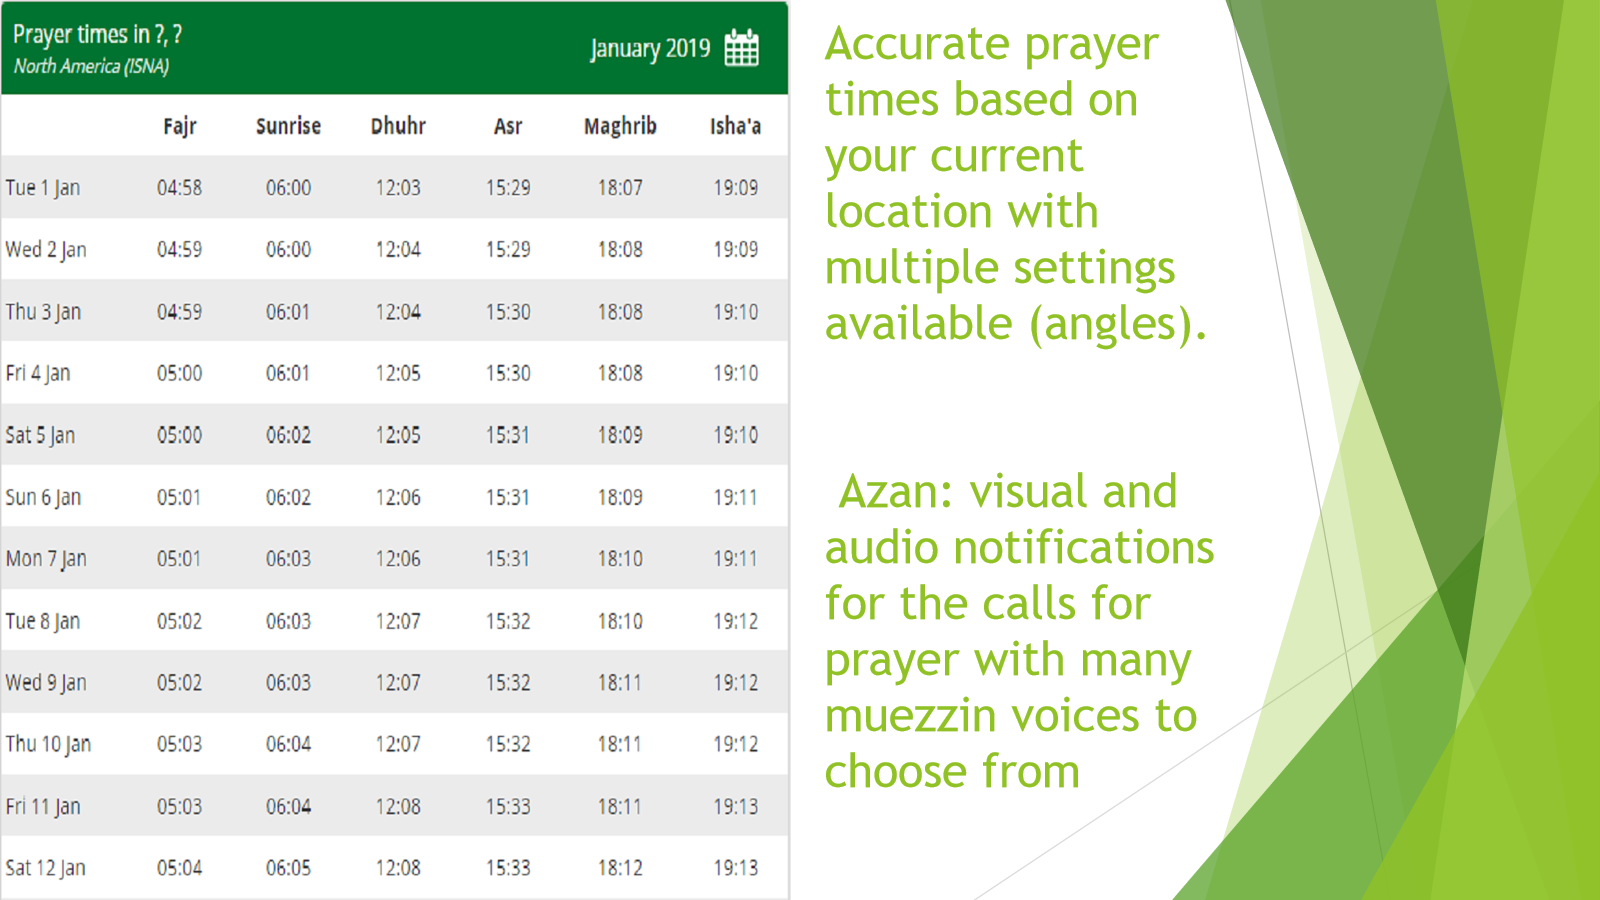 Prayer times in ?, ?
North America (ISNA)
January 2019
Fajr Sunrise Dhuhr Asr Maghrib Isha'a
Tue 1 Jan 04:58 06:00 12:03 15:29 18:07 19:09
Wed 2 Jan 04:59 06:00 12:04 15:29 18:08 19:09
Thu 3 Jan 04:59 06:01 12:04 15:30 18:08 19:10
Fri 4 Jan 05:00 06:01 12:05 15:30 18:08 19:10
Sat 5 Jan 05:00 06:02 12:05 15:31 18:09 19:10
Sun 6 Jan 05:01 06:02 12:06 15:31 18:09 19:11
Mon 7 Jan 05:01 06:03 12:06 15:31 18:10 19:11
Tue 8 Jan 05:02 06:03 12:07 15:32 18:10 19:12
Wed 9 Jan 05:02 06:03 12:07 15:32 18:11 19:12
Thu 10 Jan 05:03 06:04 12:07 15:32 18:11 19:12
Fri 11 Jan 05:03 06:04 12:08 15:33 18:11 19:13
Sat 12 Jan 05:04 06:05 12:08 15:33 18:12 19:13
Accurate prayer
times based on
your current
location with
multiple settings
available (angles).
Azan: visual and
audio notifications
for the calls for
prayer with many
muezzin voices to
choose from